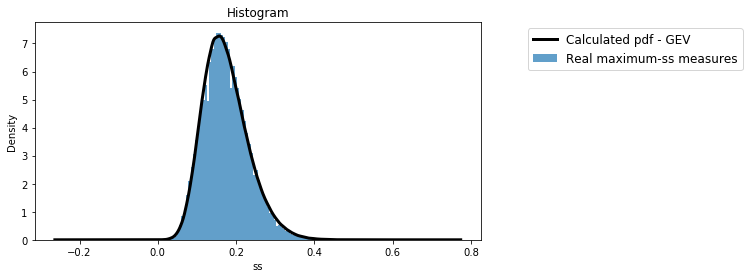 Histogram
Calculated pdf - GEV
Real maximum-ss measures
Density
7
6
5
4
3
2
1
0
−0.2
0.0
0.2
0.4
0.6
0.8
ss